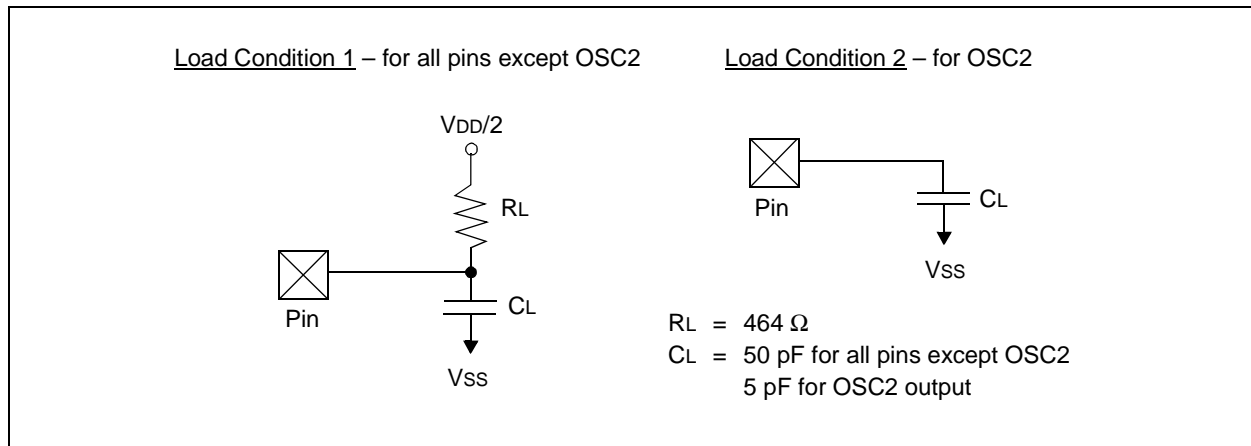 Load Condition 1 – for all pins except OSC2
VDD/2
RL
Pin
CL
VSS
Load Condition 2 – for OSC2
Pin
CL
VSS
RL = 464 Ω
CL = 50 pF for all pins except OSC2
5 pF for OSC2 output